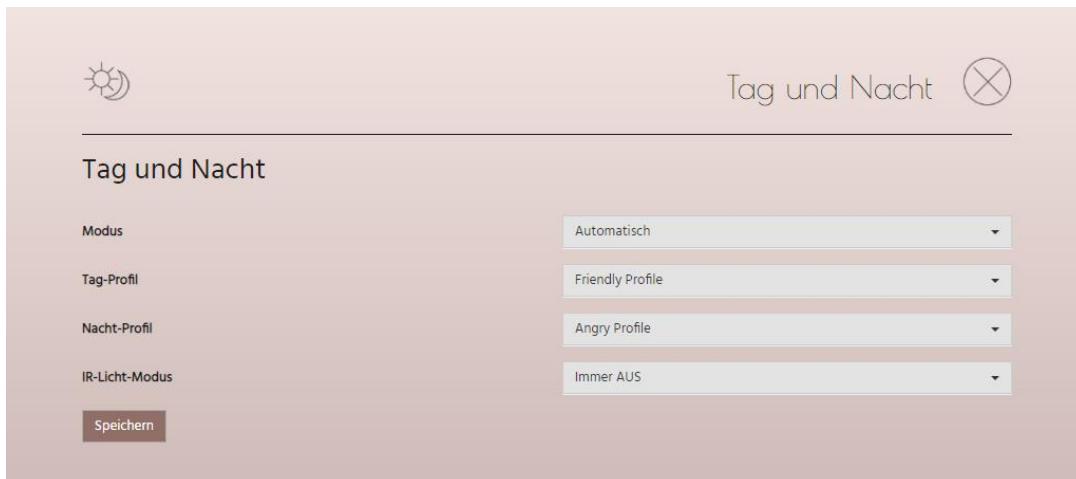 Tag und Nacht
Tag und Nacht
Modus
Automatisch
Tag-Profil
Friendly Profile
Nacht-Profil
Angry Profile
IR-Licht-Modus
Immer AUS
Speichern